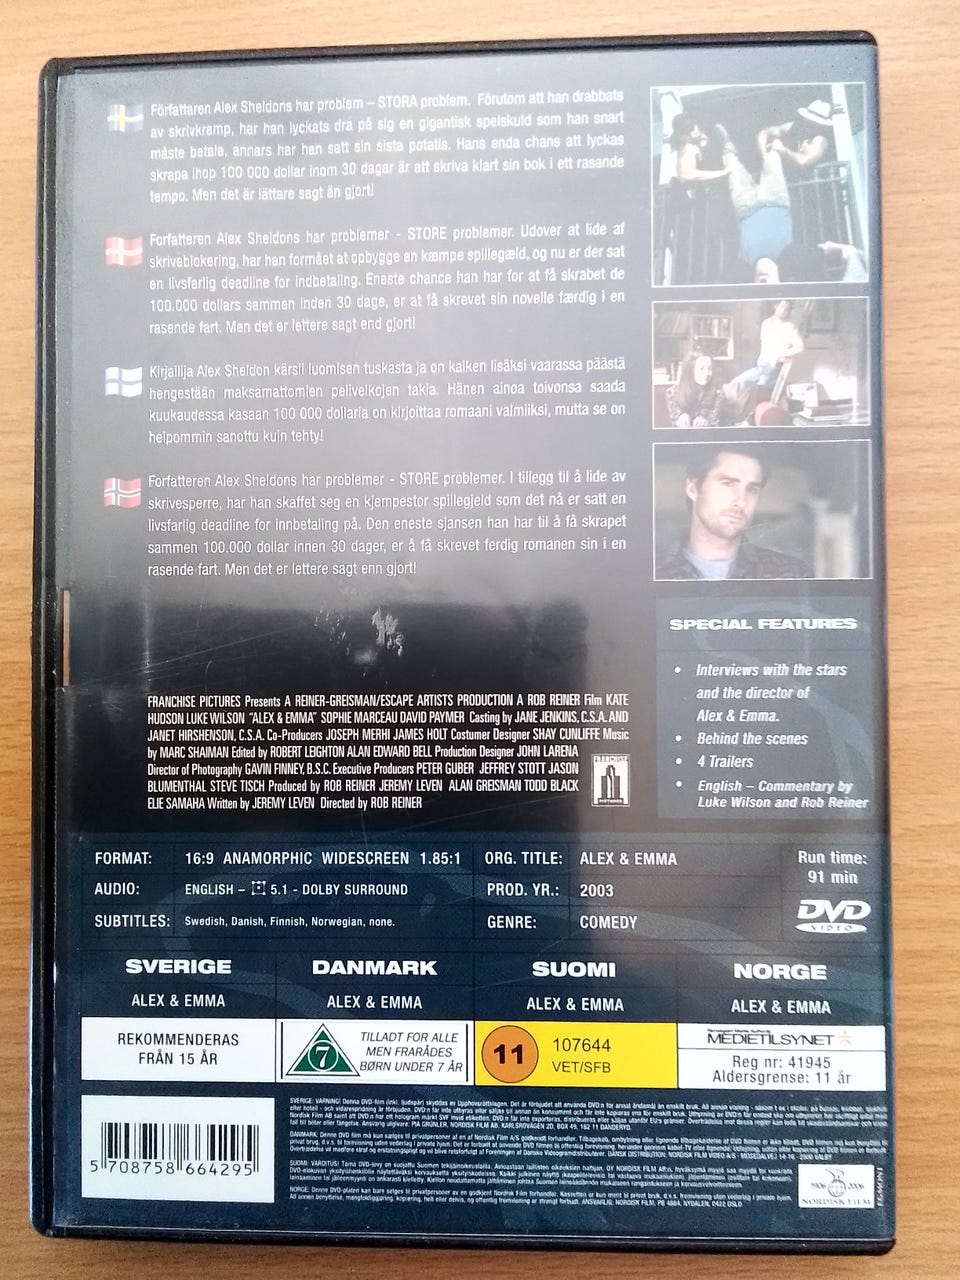 Författaren Alex Sheldons har problem – STORA problem. Förutom att han drabbats
av skrivkramp, har han lyckats dra på sig en gigantisk spelskuld som han snart
måste betala, annars har han satt sin sista potatis. Hans enda chans att lyckas
skrapa ihop 100 000 dollar inom 30 dagar är att skriva klart sin bok i ett rasande
tempo. Men det är lättare sagt än gjort!
Forfatteren Alex Sheldons har problemer - STORE problemer. Udover at lide af
skriveblokering, har han formået at opbygge en kæmpe spillegæld, og nu er der sat
en livsfarlig deadline for indbetaling. Eneste chance han har for at få skrabet de
100.000 dollars sammen inden 30 dage, er at få skrevet sin novelle færdig i en
rasende fart. Men det er lettere sagt end gjort!
Kirjailija Alex Sheldon kärsii luomisen tuskasta ja on kaiken lisäksi vaarassa päästä
hengestään maksamattomien pelivelkojen takia. Hänen ainoa toivonsa saada
kuukaudessa kasaan 100 000 dollaria on kirjoittaa romaani valmiiksi, mutta se on
helpommin sanottu kuin tehty!
Forfatteren Alex Sheldons har problemer - STORE problemer. I tillegg til å lide av
skrivesperre, har han skaffet seg en kjempestor spillegjeld som det nå er satt en
livsfarlig deadline for innbetaling på. Den eneste sjansen han har til å få skrapet
sammen 100.000 dollar innen 30 dager, er å få skrevet ferdig romanen sin i en
rasende fart. Men det er lettere sagt enn gjort!
SPECIAL FEATURES
• Interviews with the stars
and the director of
Alex & Emma.
• Behind the scenes
• 4 Trailers
• English – Commentary by
Luke Wilson and Rob Reiner
FRANCHISE PICTURES Presents A REINER-GREISMAN/ESCAPE ARTISTS PRODUCTION A ROB REINER Film KATE
HUDSON LUKE WILSON "ALEX & EMMA" SOPHIE MARCEAU DAVID PAYMER Casting by JANE JENKINS, C.S.A. AND
JANET HIRSHENSON, C.S.A. Co-Producers JOSEPH MERHI JAMES HOLT Costumer Designer SHAY CUNLIFFE Music
by MARC SHAIMAN Edited by ROBERT LEIGHTON ALAN EDWARD BELL Production Designer JOHN LARENA
Director of Photography GAVIN FINNEY, B.S.C. Executive Producers PETER GUBER JEFFREY STOTT JASON
BLUMENTHAL STEVE TISCH Produced by ROB REINER JEREMY LEVEN ALAN GREISMAN TODD BLACK
ELIE SAMAHA Written by JEREMY LEVEN Directed by ROB REINER
FRANCHISE
PICTURES
FORMAT: 16:9 ANAMORPHIC WIDESCREEN 1.85:1
AUDIO: ENGLISH – 5.1 - DOLBY SURROUND
SUBTITLES: Swedish, Danish, Finnish, Norwegian, none.
ORG. TITLE: ALEX & EMMA
PROD. YR.: 2003
GENRE: COMEDY
Run time:
91 min
DVD
VIDEO
SVERIGE DANMARK SUOMI NORGE
ALEX & EMMA ALEX & EMMA ALEX & EMMA ALEX & EMMA
REKOMMENDERAS
FRÅN 15 ÅR
7
TILLADT FOR ALLE
MEN FRARÅDES
BØRN UNDER 7 ÅR
11
107644
VET/SFB
Norwegian Media Authority
MEDIETILSYNET
Reg nr: 41945
Aldersgrense: 11 år
5 708758 664295
1906 2006
NORDISK FILM